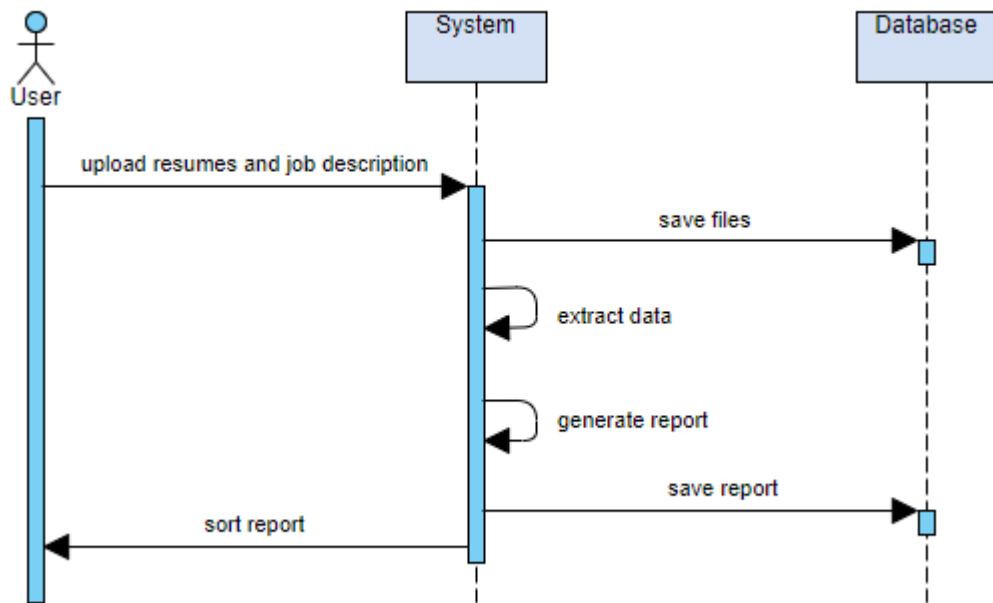 System
Database
User
upload resumes and job description
save files
extract data
generate report
save report
sort report